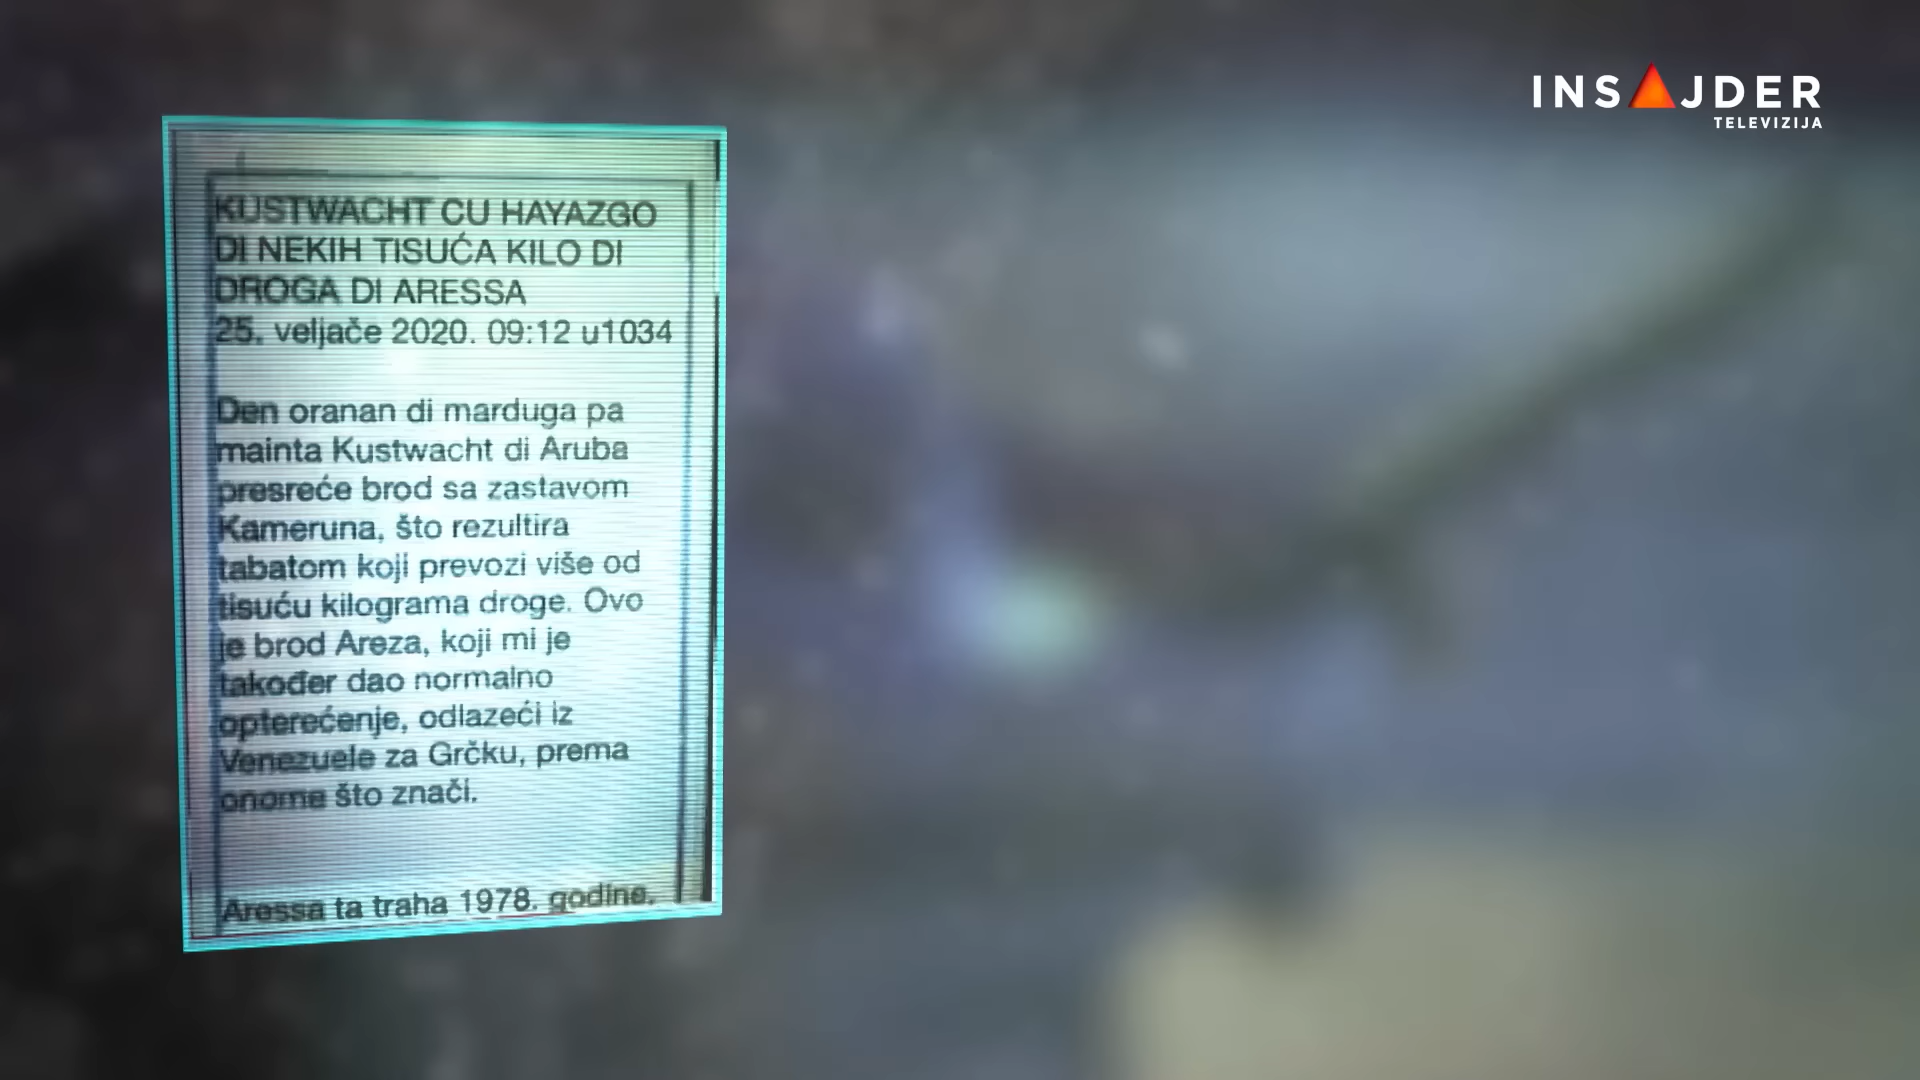 INSAJDER
TELEVIZIJA
KUSTWACHT CU HAYAZGO
DI NEKIH TISUĆA KILO DI
DROGA DI ARESSA
25. veljače 2020. 09:12 u1034
Den oranan di marduga pa
mainta Kustwacht di Aruba
presreće brod sa zastavom
Kameruna, što rezultira
tabatom koji prevozi više od
tisuću kilograma droge. Ovo
je brod Areza, koji mi je
također dao normalno
opterećenje, odlazeći iz
Venezuele za Grčku, prema
onome što znači.
Aressa ta traha 1978. godine.